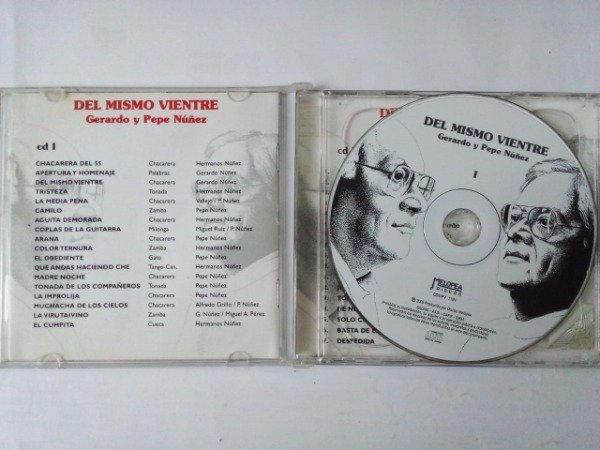 DEL MISMO VIENTRE
Gerardo y Pepe Núñez
cd 1
CHACARERA DEL 55 Chacarera Hermanos Núñez
APERTURA Y HOMENAJE Palabras Gerardo Núñez
DEL MISMO VIENTRE Chacarera Gerardo Núñez
TRISTEZA Tonada Hermanos Núñez
LA MEDIA PENA Chacarera Vallejo / P. Núñez
CAMILO Zamba Pepe Núñez
AGUITA DEMORADA Chacarera Hermanos Núñez
COPLAS DE LA GUITARRA Milonga Miguel Ruiz / P. Núñez
ARANA Chacarera Pepe Núñez
COLOR TERNURA Zamba Hermanos Núñez
EL OBEDIENTE Gato Pepe Núñez
QUE ANDAS HACIENDO CHE Tango-Can. Hermanos Núñez
MADRE NOCHE Chacarera Pepe Núñez
TONADA DE LOS COMPAÑEROS Tonada Pepe Núñez
LA IMPROLIJA Chacarera Pepe Núñez
MUCHACHA DE LOS CIELOS Chacarera Alfredo Grillo / P. Núñez
LA VIRUTAIVINO Zamba G. Núñez / Miguel A. Pérez
EL CUMPITA Cueca Hermanos Núñez
DEL MISMO VIENTRE
Gerardo y Pepe Núñez
I
MELOPEA
DISCOS
cd
SOLO C
BASTA DE E
DESPEDIDA